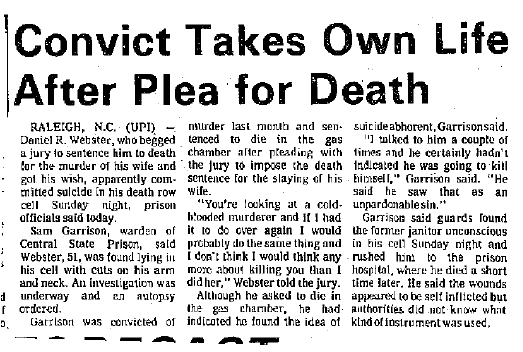 Convict Takes Own Life
After Plea for Death
RALEIGH, N.C. (UPI) —
Daniel R. Webster, who begged
a jury to sentence him to death
for the murder of his wife and
got his wish, apparently com-
mitted suicide in his death row
cell Sunday night, prison
officials said today.
Sam Garrison, warden of
Central State Prison, said
Webster, 51, was found lying in
his cell with cuts on his arm
and neck. An investigation was
underway and an autopsy
ordered.
Garrison was convicted of
murder last month and sen-
tenced to die in the gas
chamber after pleading with
the jury to impose the death
sentence for the slaying of his
wife.
"You're looking at a cold-
blooded murderer and if I had
it to do over again I would
probably do the same thing and
I don't think I would think any
more about killing you than I
did her," Webster told the jury.
Although he asked to die in
the gas chamber, he had
indicated he found the idea of
suicide abhorent, Garrison said.
"I talked to him a couple of
times and he certainly hadn't
indicated he was going to kill
himself," Garrison said. "He
said he saw that as an
unpardonable sin."
Garrison said guards found
the former janitor unconscious
in his cell Sunday night and
rushed him to the prison
hospital, where he died a short
time later. He said the wounds
appeared to be self inflicted but
authorities did not know what
kind of instrument was used.